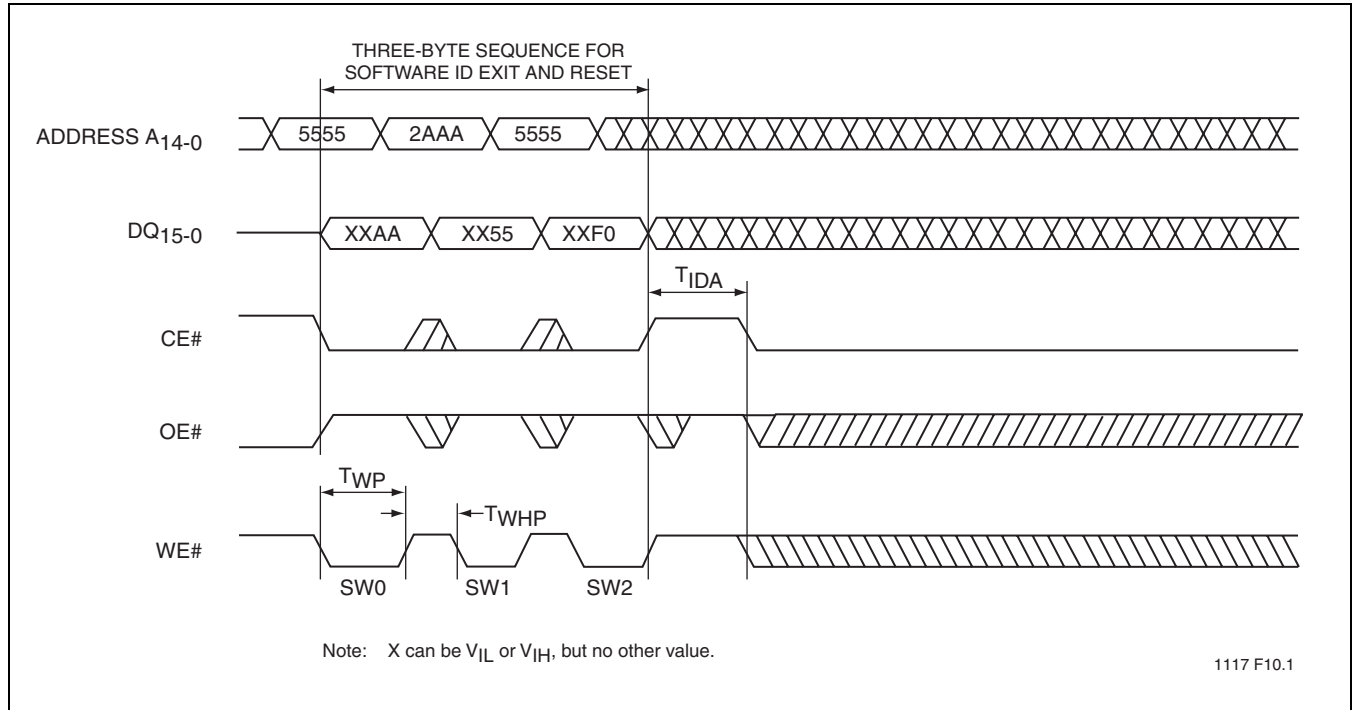 THREE-BYTE SEQUENCE FOR
SOFTWARE ID EXIT AND RESET
ADDRESS A14-0
5555
2AAA
5555
DQ15-0
XXAA
XX55
XXF0
TIDA
CE#
OE#
TWP
TWHP
WE#
SW0
SW1
SW2
Note: X can be VIL or VIH, but no other value.
1117 F10.1